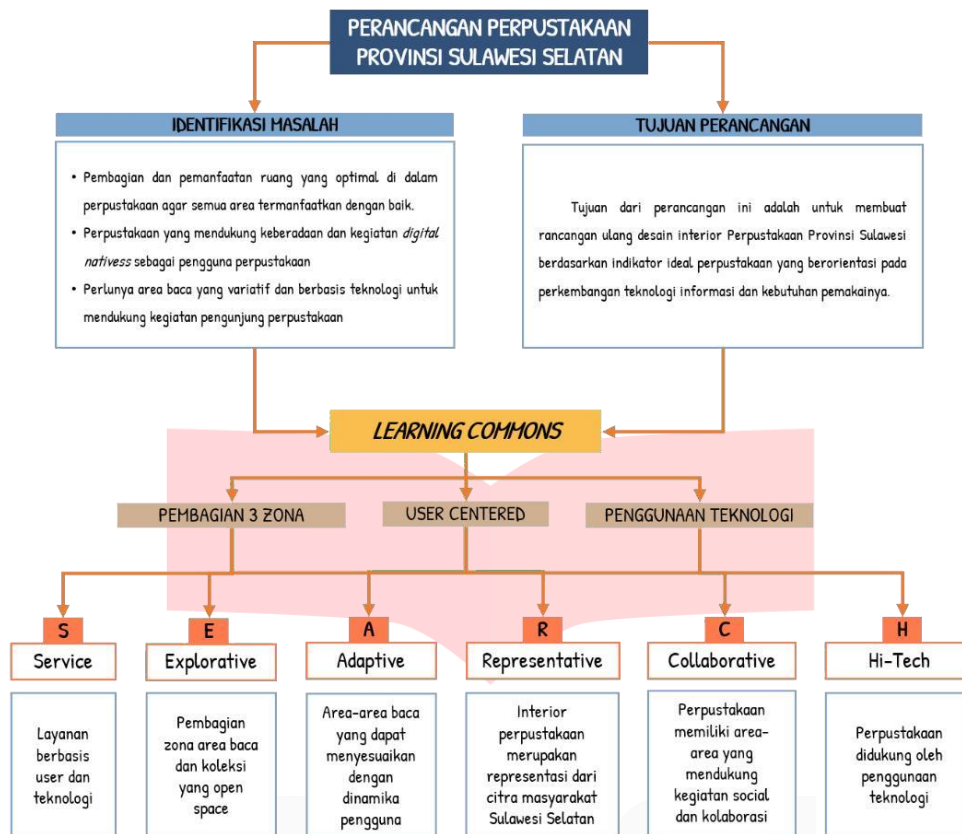 PERANCANGAN PERPUSTAKAAN
PROVINSI SULAWESI SELATAN
IDENTIFIKASI MASALAH
• Pembagian dan pemanfaatan ruang yang optimal di dalam
perpustakaan agar semua area termanfaatkan dengan baik.
• Perpustakaan yang mendukung keberadaan dan kegiatan digital
nativess sebagai pengguna perpustakaan
• Perlunya area baca yang variatif dan berbasis teknologi untuk
mendukung kegiatan pengunjung perpustakaan
TUJUAN PERANCANGAN
Tujuan dari perancangan ini adalah untuk membuat
rancangan ulang desain interior Perpustakaan Provinsi Sulawesi
berdasarkan indikator ideal perpustakaan yang berorientasi pada
perkembangan teknologi informasi dan kebutuhan pemakainya.
LEARNING COMMONS
PEMBAGIAN 3 ZONA
USER CENTERED
PENGGUNAAN TEKNOLOGI
S
Service
Layanan
berbasis
user dan
teknologi
E
Explorative
Pembagian
zona area baca
dan koleksi
yang open
space
A
Adaptive
Area-area baca
yang dapat
menyesuaikan
dengan
dinamika
pengguna
R
Representative
Interior
perpustakaan
merupakan
representasi dari
citra masyarakat
Sulawesi Selatan
C
Collaborative
Perpustakaan
memiliki area-
area yang
mendukung
kegiatan social
dan kolaborasi
H
Hi-Tech
Perpustakaan
didukung oleh
penggunaan
teknologi